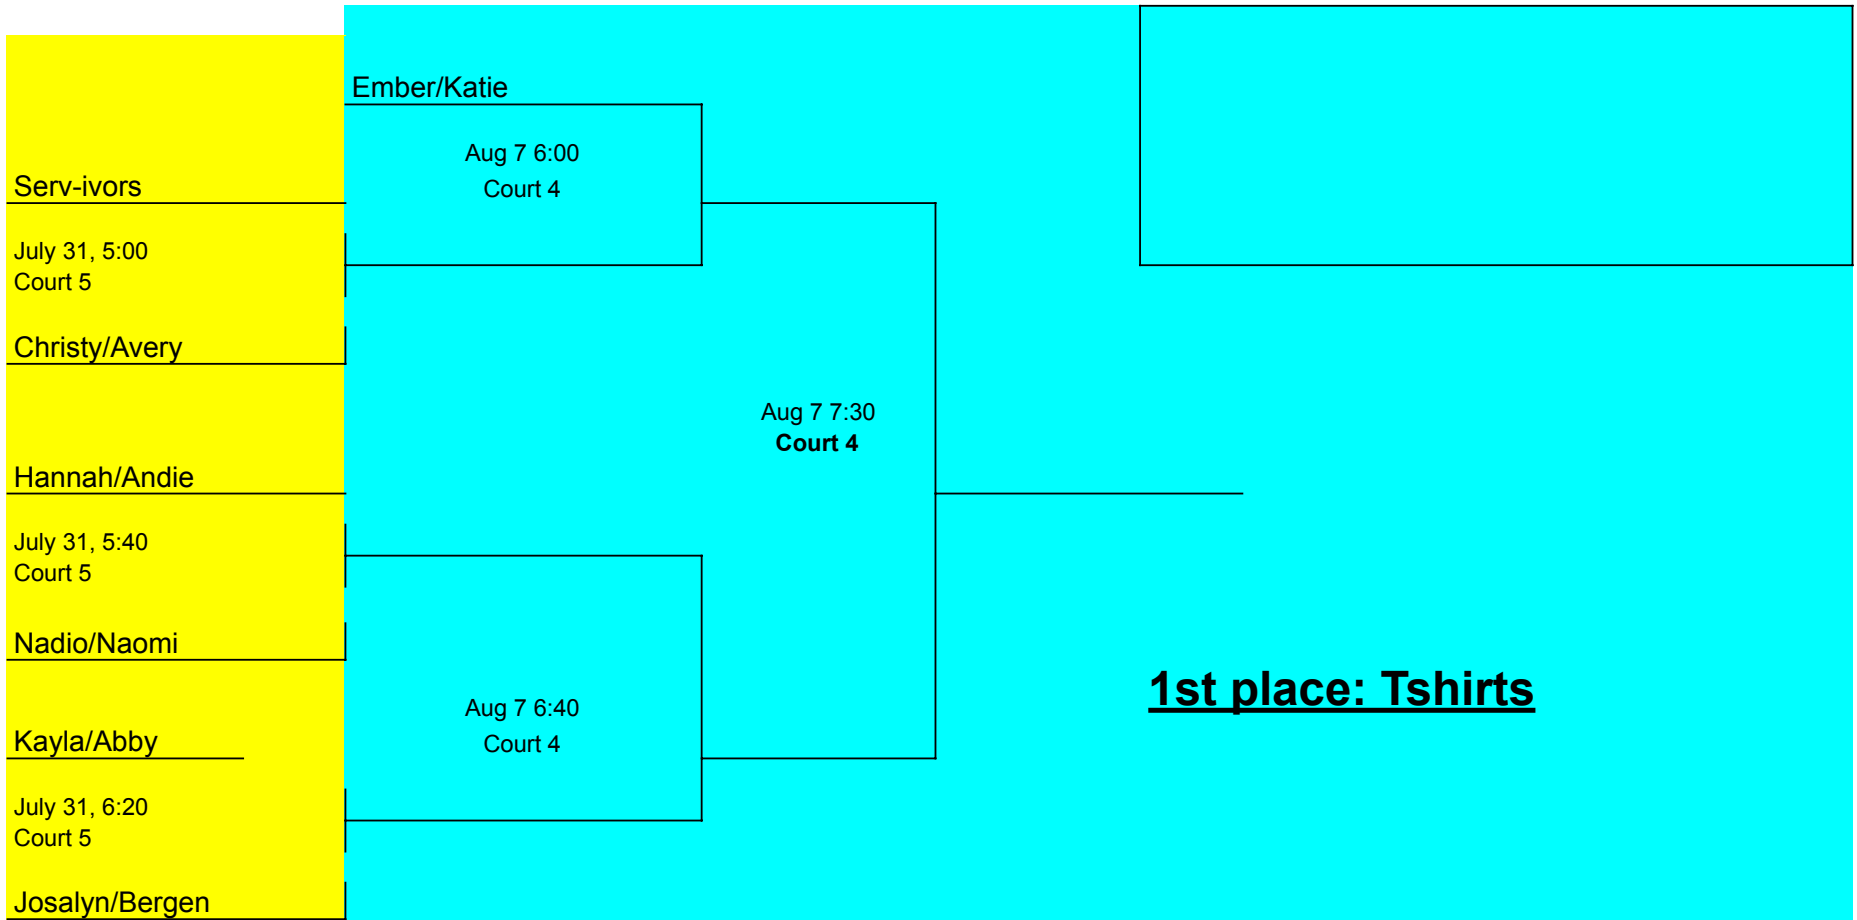 Ember/Katie
Aug 7 6:00
Court 4
Serv-ivors
July 31, 5:00
Court 5
Christy/Avery
Aug 7 7:30
Court 4
Hannah/Andie
July 31, 5:40
Court 5
Nadio/Naomi
1st place: Tshirts
Aug 7 6:40
Court 4
Kayla/Abby
July 31, 6:20
Court 5
Josalyn/Bergen